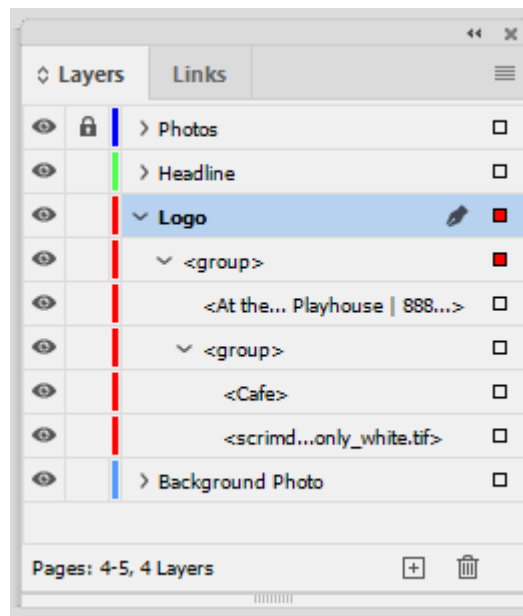 Layers Links
Photos
Headline
Logo
<group>
<At the... Playhouse | 888...>
<group>
<Cafe>
<scrimd...only_white.tif>
Background Photo
Pages: 4-5, 4 Layers